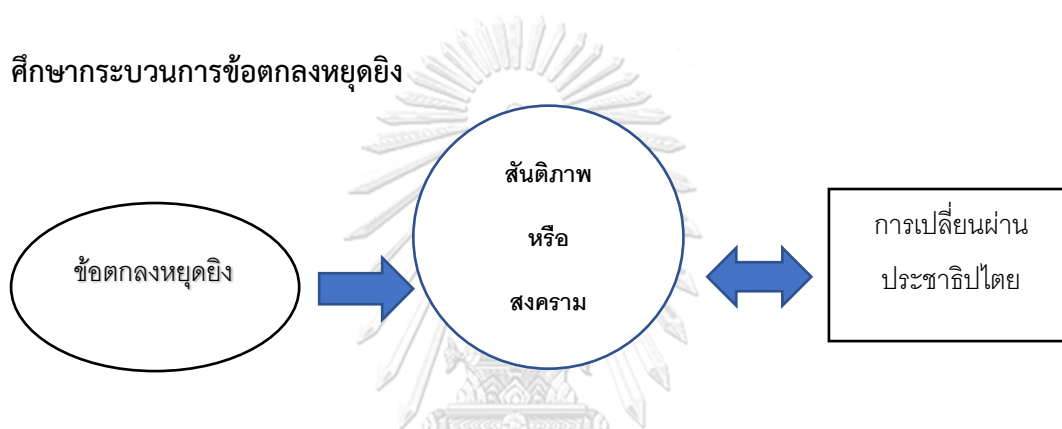 ศึกษากระบวนการข้อตกลงหยุดยิง
ข้อตกลงหยุดยิง
สันติภาพ
หรือ
สงคราม
การเปลี่ยนผ่าน
ประชาธิปไตย